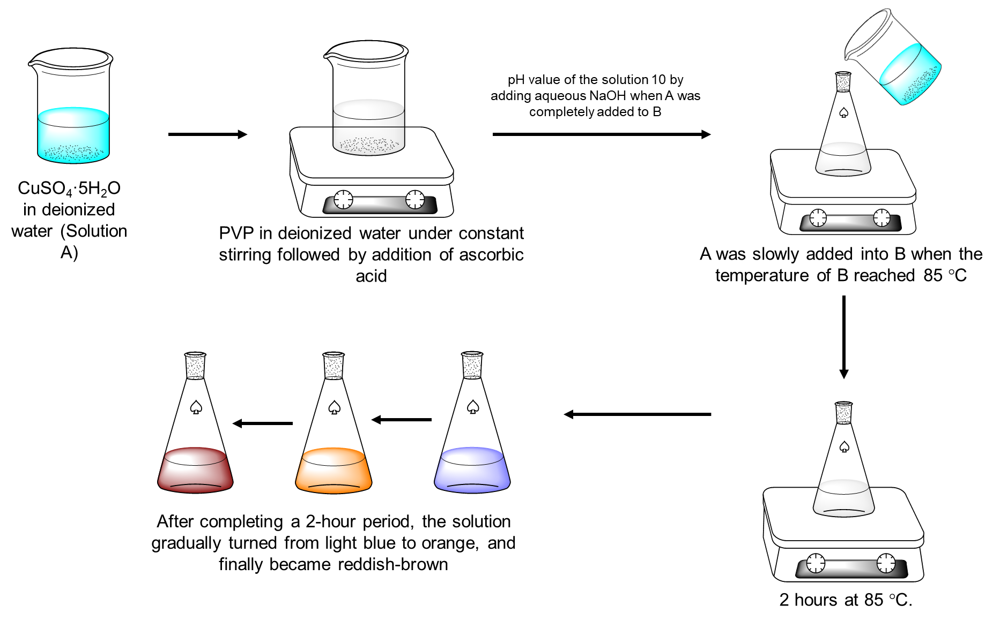 CuSO₄·5H₂O
in deionized
water (Solution
A)
PVP in deionized water under constant
stirring followed by addition of ascorbic
acid
pH value of the solution 10 by
adding aqueous NaOH when A was
completely added to B
A was slowly added into B when the
temperature of B reached 85 °C
2 hours at 85 °C.
After completing a 2-hour period, the solution
gradually turned from light blue to orange, and
finally became reddish-brown